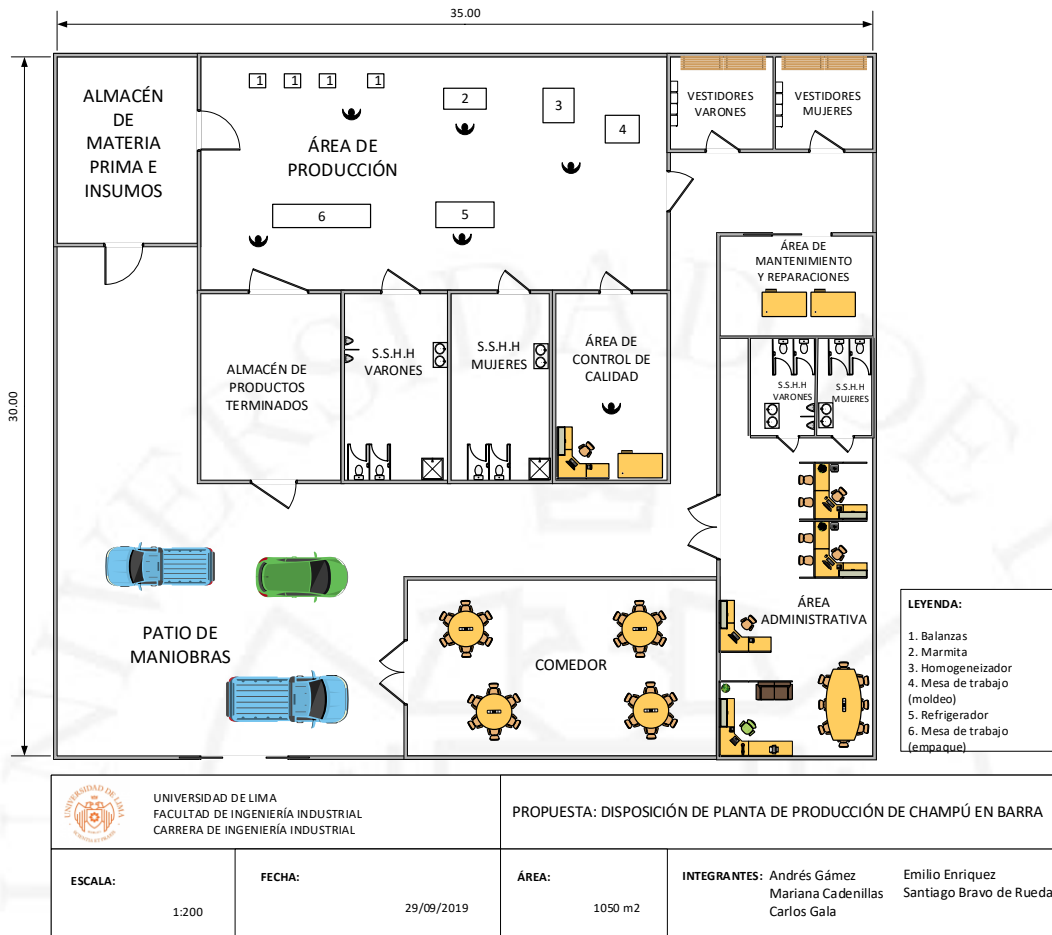 35.00
30.00
ALMACÉN
DE
MATERIA
PRIMA E
INSUMOS
1
1
1
1
2
3
4
ÁREA DE
PRODUCCIÓN
6
5
VESTIDORES
VARONES
VESTIDORES
MUJERES
ÁREA DE
MANTENIMIENTO
Y REPARACIONES
ALMACÉN DE
PRODUCTOS
TERMINADOS
S.S.H.H
VARONES
S.S.H.H
MUJERES
ÁREA DE
CONTROL DE
CALIDAD
S.S.H.H
VARONES
S.S.H.H
MUJERES
PATIO DE
MANIOBRAS
COMEDOR
ÁREA
ADMINISTRATIVA
LEYENDA:
1. Balanzas
2. Marmita
3. Homogeneizador
4. Mesa de trabajo
(moldeo)
5. Refrigerador
6. Mesa de trabajo
(empaque)
UNIVERSIDAD DE LIMA
UNIVERSIDAD DE LIMA
FACULTAD DE INGENIERÍA INDUSTRIAL
CARRERA DE INGENIERÍA INDUSTRIAL
PROPUESTA: DISPOSICIÓN DE PLANTA DE PRODUCCIÓN DE CHAMPÚ EN BARRA
ESCALA:
1:200
FECHA:
29/09/2019
ÁREA:
1050 m2
INTEGRANTES: Andrés Gámez Emilio Enriquez
Mariana Cadenillas Santiago Bravo de Rueda
Carlos Gala